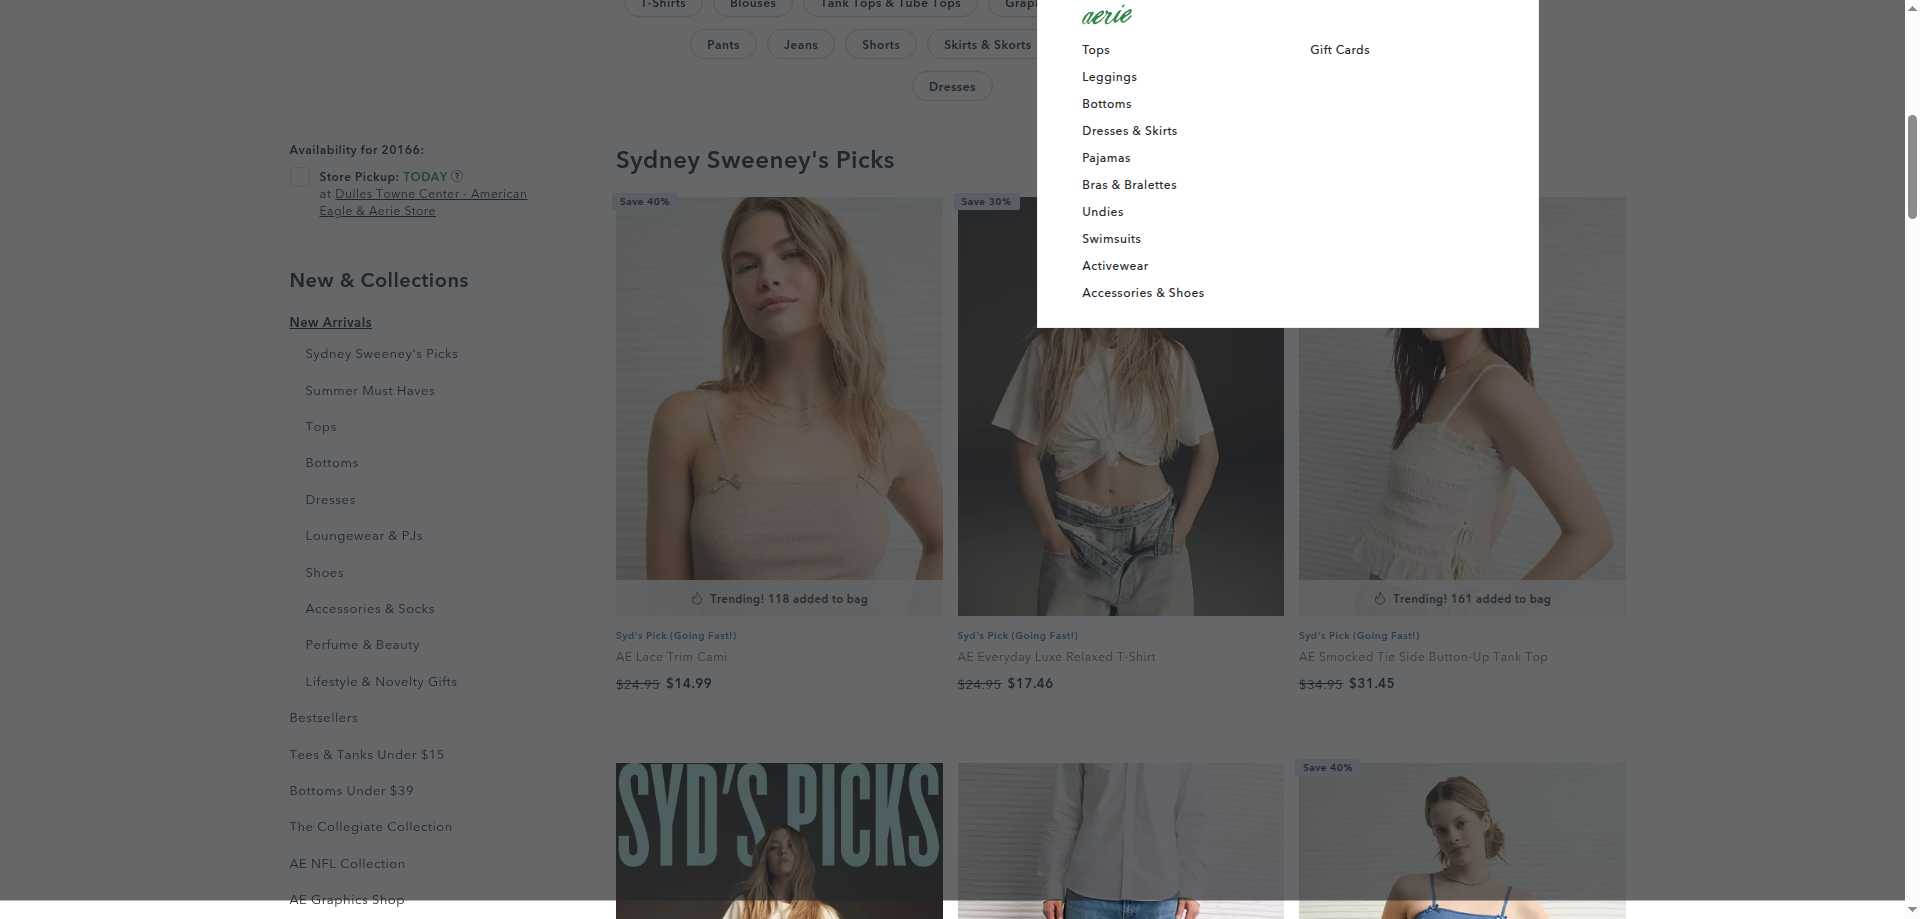 T-Shirts
Blouses
Tank Tops & Tube Tops
Pants
Jeans
Shorts
Skirts & Skorts
Dresses
aerie
Tops
Gift Cards
Leggings
Bottoms
Dresses & Skirts
Pajamas
Bras & Bralettes
Undies
Swimsuits
Activewear
Accessories & Shoes
Availability for 20166:
Store Pickup: TODAY ?
at Dulles Towne Center - American
Eagle & Aerie Store
New & Collections
New Arrivals
Sydney Sweeney's Picks
Summer Must Haves
Tops
Bottoms
Dresses
Loungewear & PJs
Shoes
Accessories & Socks
Perfume & Beauty
Lifestyle & Novelty Gifts
Bestsellers
Tees & Tanks Under $15
Bottoms Under $39
The Collegiate Collection
AE NFL Collection
AE Graphics Shop
Sydney Sweeney's Picks
Save 40%
Trending! 118 added to bag
Syd's Pick (Going Fast!)
AE Lace Trim Cami
$24.95 $14.99
Save 30%
Syd's Pick (Going Fast!)
AE Everyday Luxe Relaxed T-Shirt
$24.95 $17.46
Trending! 161 added to bag
Syd's Pick (Going Fast!)
AE Smocked Tie Side Button-Up Tank Top
$34.95 $31.45
SYD'S PICKS
Save 40%